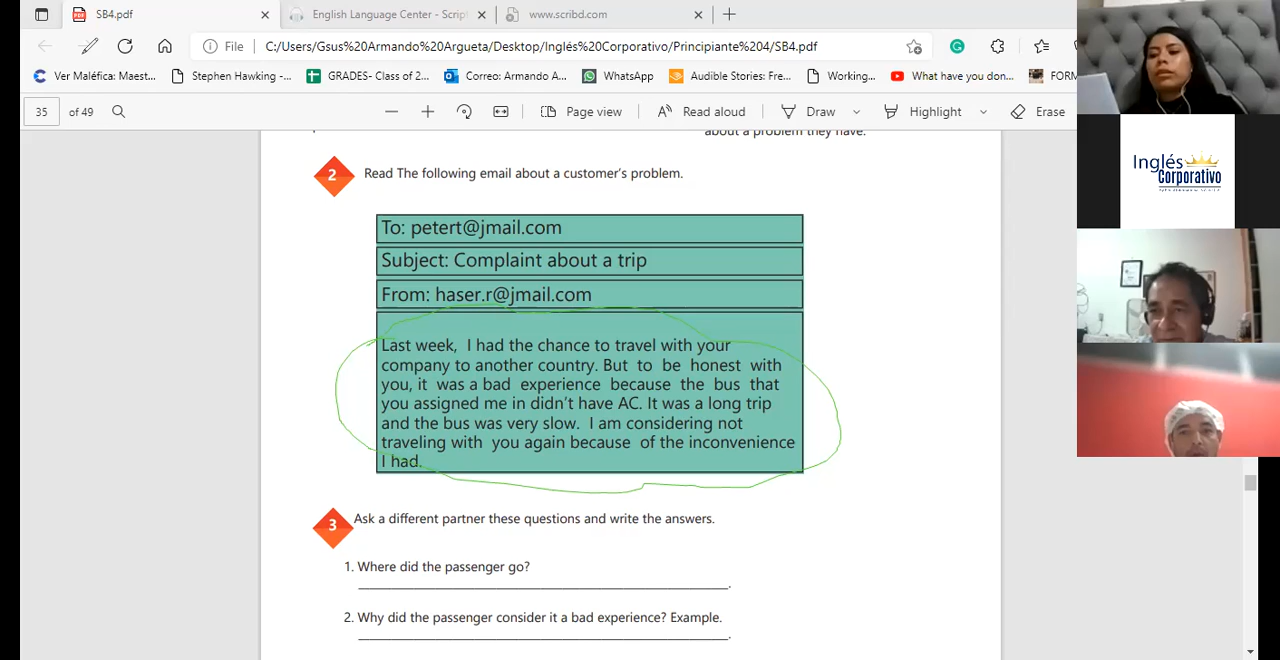 SB4.pdf
English Language Center - Script
www.scribd.com
File
C:/Users/Gsus%20Armando%20Argueta/Desktop/Inglés%20Corporativo/Principiante%204/SB4.pdf
Ver Maléfica: Maest...
Stephen Hawking -...
GRADES- Class of 2...
Correo: Armando A...
WhatsApp
Audible Stories: Fre...
Working...
What have you don...
FORM
35 of 49
Page view
Read aloud
Draw
Highlight
Erase
about a problem they have.
2 Read The following email about a customer's problem.
To: petert@jmail.com
Subject: Complaint about a trip
From: haser.r@jmail.com
Last week, I had the chance to travel with your
company to another country. But to be honest with
you, it was a bad experience because the bus that
you assigned me in didn't have AC. It was a long trip
and the bus was very slow. I am considering not
traveling with you again because of the inconvenience
I had.
3 Ask a different partner these questions and write the answers.
1. Where did the passenger go?
2. Why did the passenger consider it a bad experience? Example.
Inglés
Corporativo